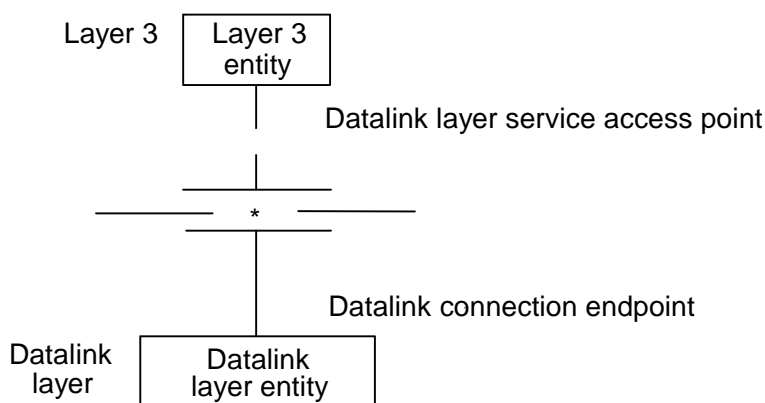 Layer 3
Layer 3
entity
Datalink layer service access point
*
Datalink connection endpoint
Datalink
layer
Datalink
layer entity